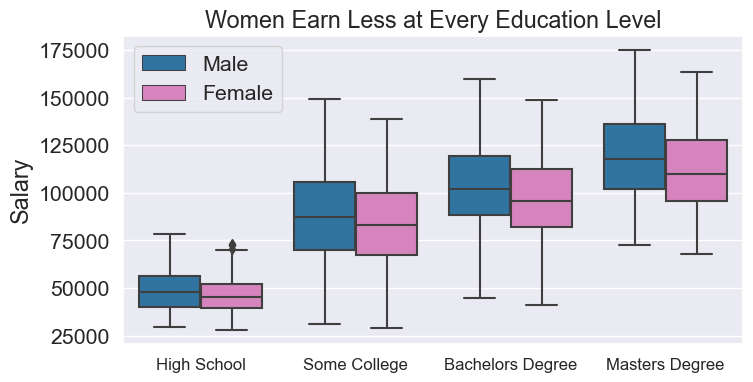 Women Earn Less at Every Education Level
175000
150000
125000
100000
75000
50000
25000
Salary
Male
Female
High School
Some College
Bachelors Degree
Masters Degree